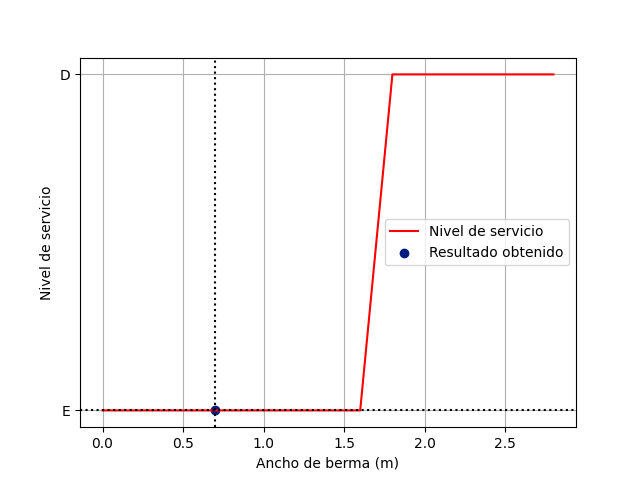 D
Nivel de servicio
E
Nivel de servicio
Resultado obtenido
0.0 0.5 1.0 1.5 2.0 2.5
Ancho de berma (m)